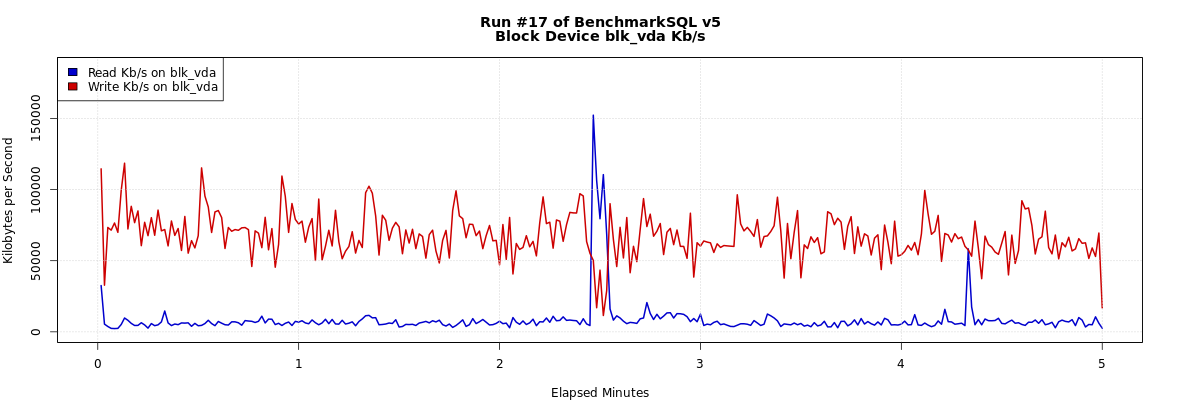 Run #17 of BenchmarkSQL v5
Block Device blk_vda Kb/s
Read Kb/s on blk_vda
Write Kb/s on blk_vda
Kilobytes per Second
150000
100000
50000
0
0 1 2 3 4 5
Elapsed Minutes